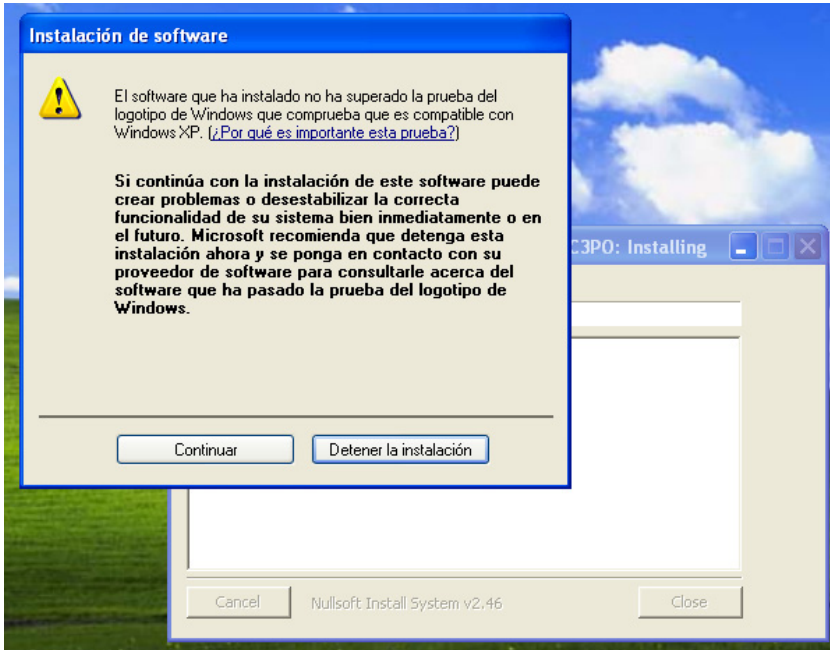 Instalación de software
El software que ha instalado no ha superado la prueba del
logotipo de Windows que comprueba que es compatible con
Windows XP. (¿Por qué es importante esta prueba?)
Si continúa con la instalación de este software puede
crear problemas o desestabilizar la correcta
funcionalidad de su sistema bien inmediatamente o en
el futuro. Microsoft recomienda que detenga esta
instalación ahora y se ponga en contacto con su
proveedor de software para consultarle acerca del
software que ha pasado la prueba del logotipo de
Windows.
Continuar
Detener la instalación
C3PO: Installing
Cancel
Nullsoft Install System v2.46
Close